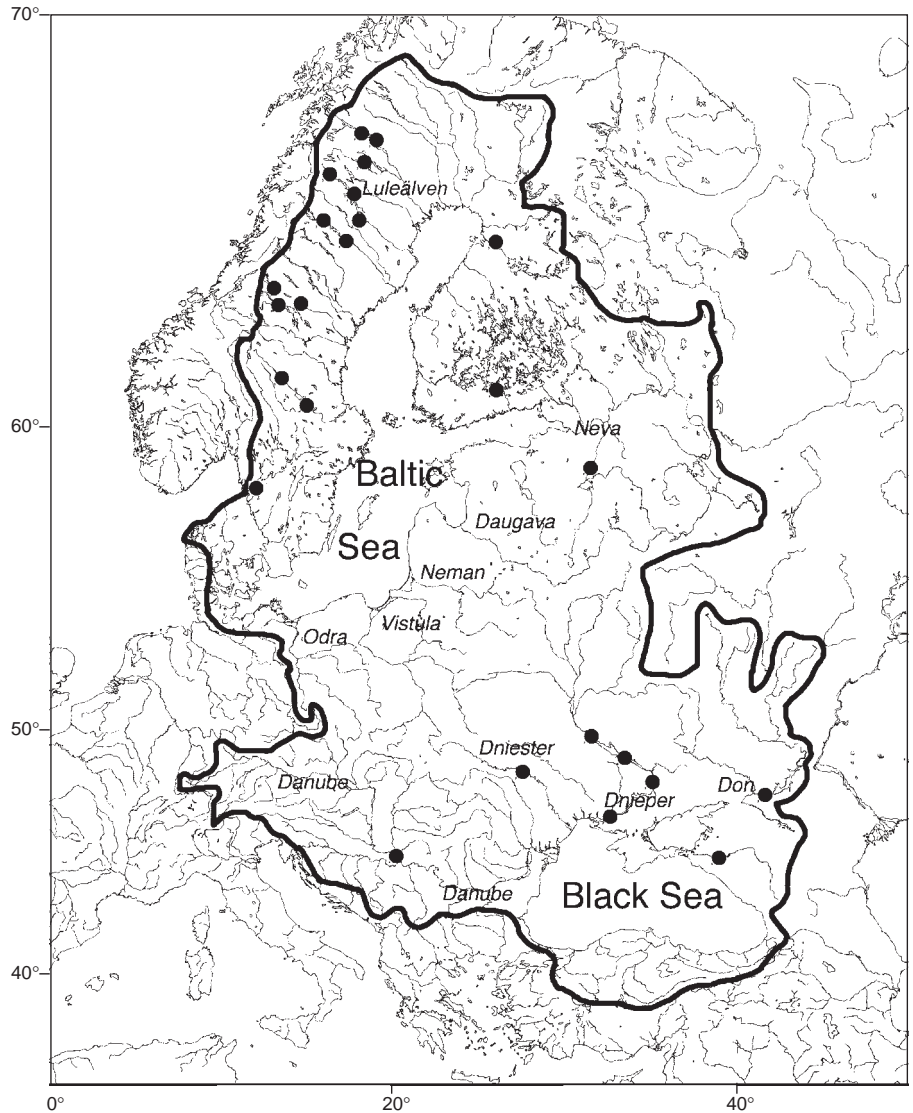 70°
Luleälven
60°
Neva
Baltic
Daugava
Sea
Neman
Vistula
Odra
50°
Dniester
Danube
Don
Dnieper
Danube
Black Sea
40°
0°
20°
40°